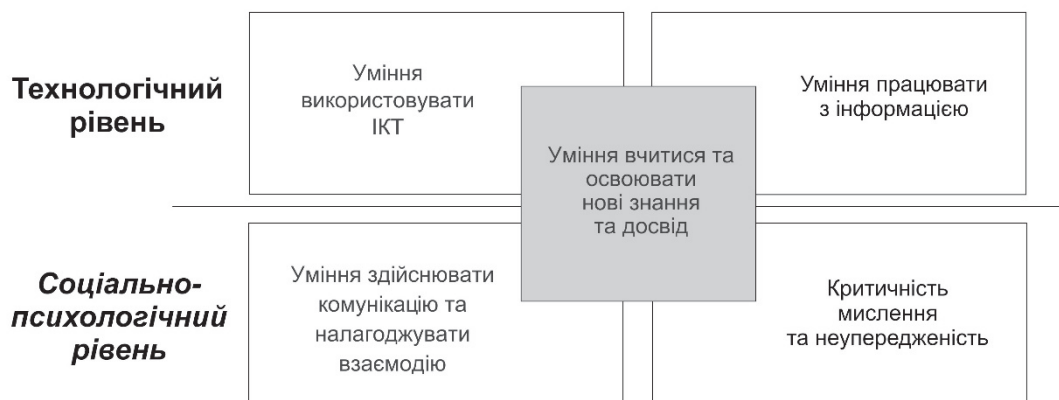 Технологічний
рівень
Уміння
використовувати
ІКТ
Уміння працювати
з інформацією
Уміння вчитися та
освоювати
нові знання
та досвід
Соціально-
психологічний
рівень
Уміння здійснювати
комунікацію та
налагоджувати
взаємодію
Критичність
мислення
та неупередженість